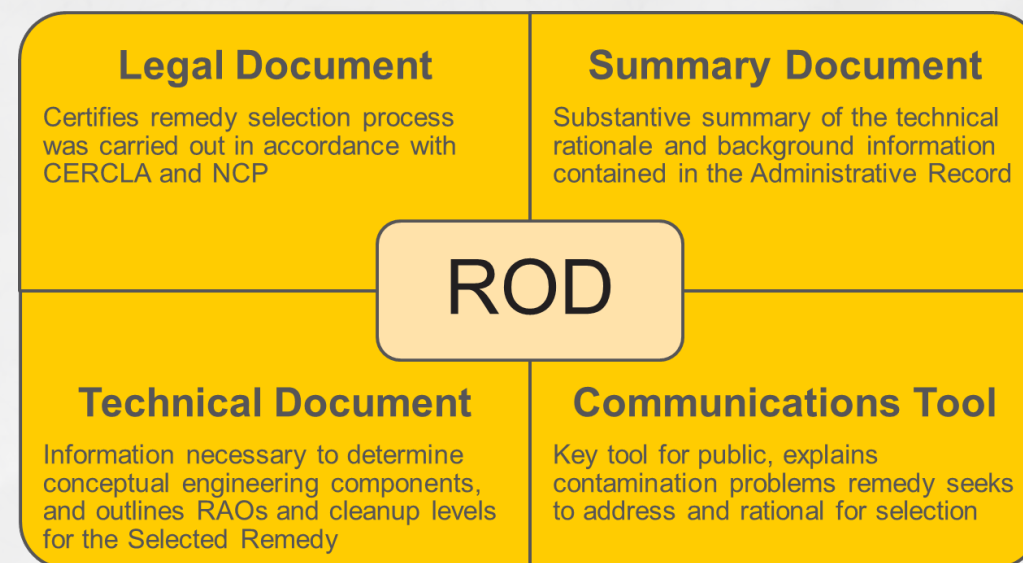 Legal Document
Certifies remedy selection process
was carried out in accordance with
CERCLA and NCP
Summary Document
Substantive summary of the technical
rationale and background information
contained in the Administrative Record
ROD
Technical Document
Information necessary to determine
conceptual engineering components,
and outlines RAOs and cleanup levels
for the Selected Remedy
Communications Tool
Key tool for public, explains
contamination problems remedy seeks
to address and rational for selection